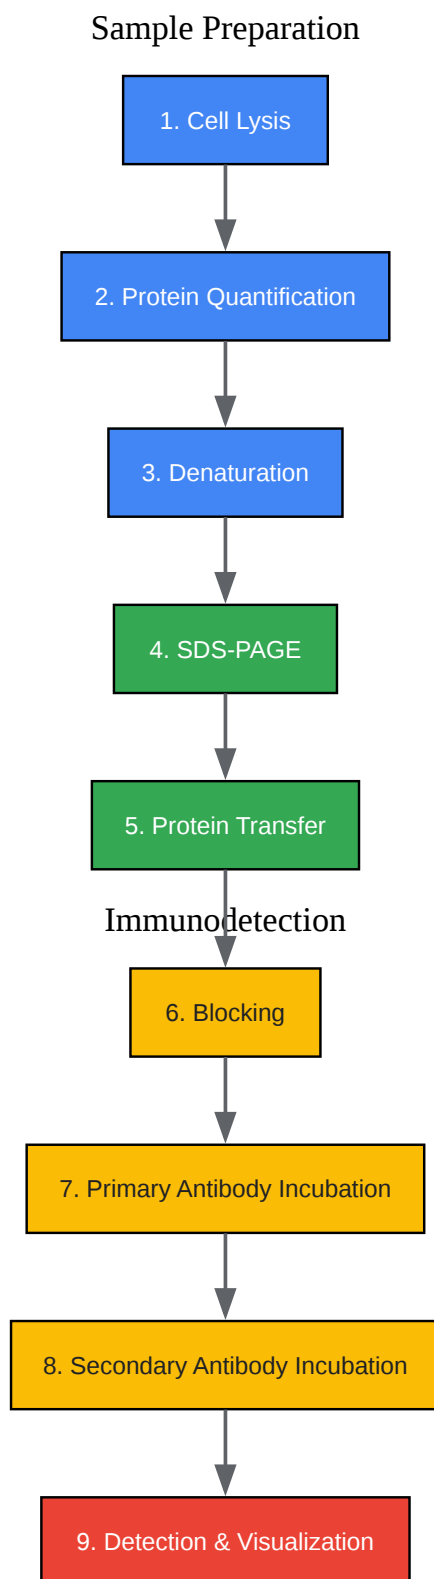 Sample Preparation
1. Cell Lysis
2. Protein Quantification
3. Denaturation
4. SDS-PAGE
5. Protein Transfer
Immunodetection
6. Blocking
7. Primary Antibody Incubation
8. Secondary Antibody Incubation
9. Detection & Visualization